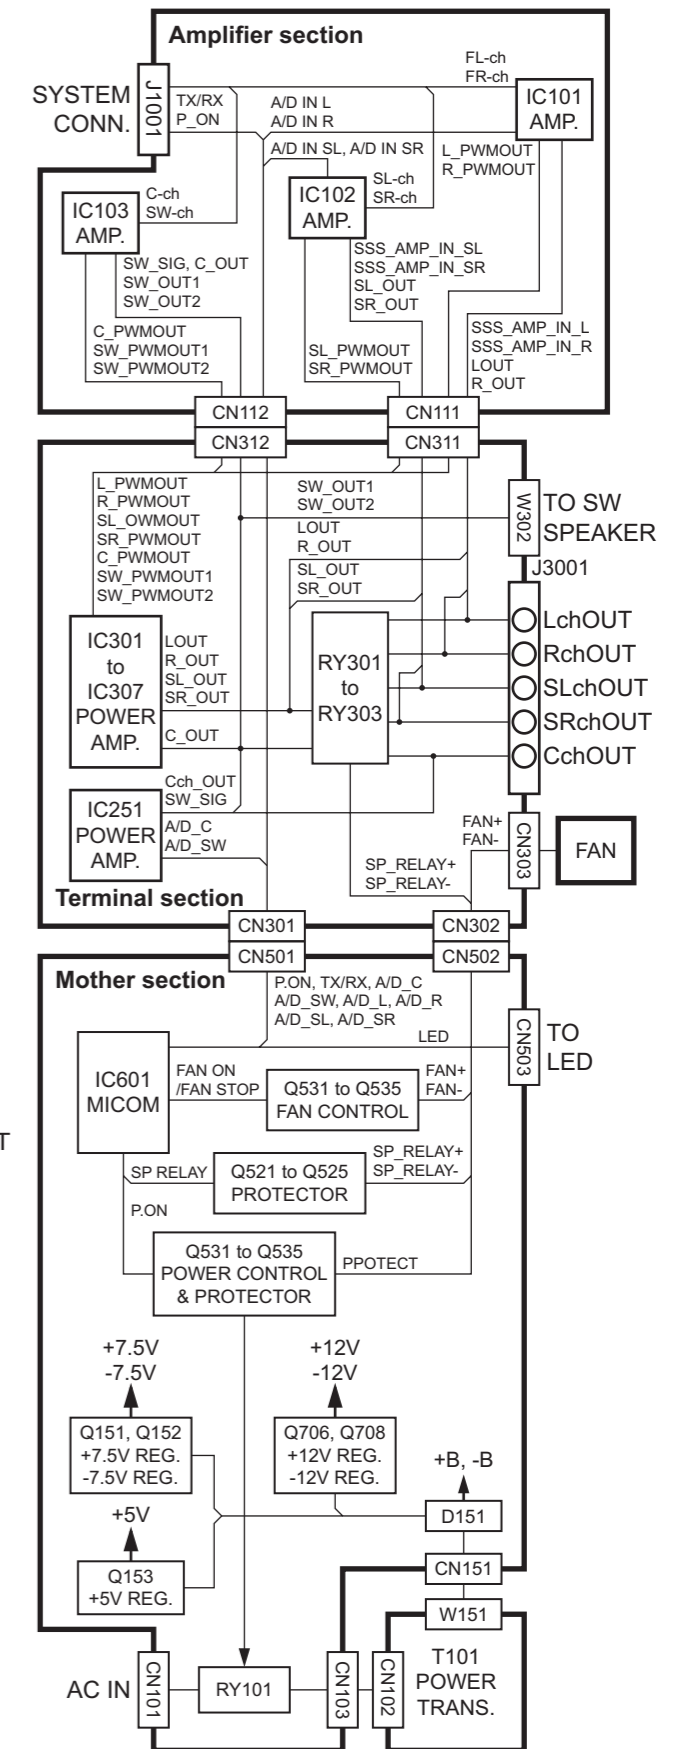 Amplifier section
SYSTEM
CONN.
J1001
TX/RX
P_ON
A/D IN L
A/D IN R
FL-ch
FR-ch
IC101
AMP.
A/D IN SL, A/D IN SR
L_PWMOUT
R_PWMOUT
IC103
AMP.
C-ch
SW-ch
IC102
AMP.
SL-ch
SR-ch
SW_SIG, C_OUT
SW_OUT1
SW_OUT2
SSS_AMP_IN_SL
SSS_AMP_IN_SR
SL_OUT
SR_OUT
C_PWMOUT
SW_PWMOUT1
SW_PWMOUT2
SL_PWMOUT
SR_PWMOUT
SSS_AMP_IN_L
SSS_AMP_IN_R
LOUT
R_OUT
CN112
CN111
CN312
CN311
L_PWMOUT
R_PWMOUT
SL_OWMOUT
SR_PWMOUT
C_PWMOUT
SW_PWMOUT1
SW_PWMOUT2
SW_OUT1
SW_OUT2
LOUT
R_OUT
SL_OUT
SR_OUT
W302
TO SW
SPEAKER
J3001
LchOUT
RchOUT
SLchOUT
SRchOUT
CchOUT
IC301
to
IC307
POWER
AMP.
LOUT
R_OUT
SL_OUT
SR_OUT
C_OUT
RY301
to
RY303
IC251
POWER
AMP.
Cch_OUT
SW_SIG
A/D_C
A/D_SW
FAN+
FAN-
CN303
FAN
SP_RELAY+
SP_RELAY-
Terminal section
CN301
CN302
CN501
CN502
Mother section
P.ON, TX/RX, A/D_C
A/D_SW, A/D_L, A/D_R
A/D_SL, A/D_SR
LED
CN503
TO
LED
IC601
MICOM
FAN ON
/FAN STOP
Q531 to Q535
FAN CONTROL
FAN+
FAN-
T
SP RELAY
Q521 to Q525
PROTECTOR
SP_RELAY+
SP_RELAY-
P.ON
Q531 to Q535
POWER CONTROL
& PROTECTOR
PPOTECT
+7.5V
-7.5V
+12V
-12V
Q151, Q152
+7.5V REG.
-7.5V REG.
Q706, Q708
+12V REG.
-12V REG.
+B, -B
+5V
D151
Q153
+5V REG.
CN151
W151
AC IN
CN101
RY101
CN103
CN102
T101
POWER
TRANS.